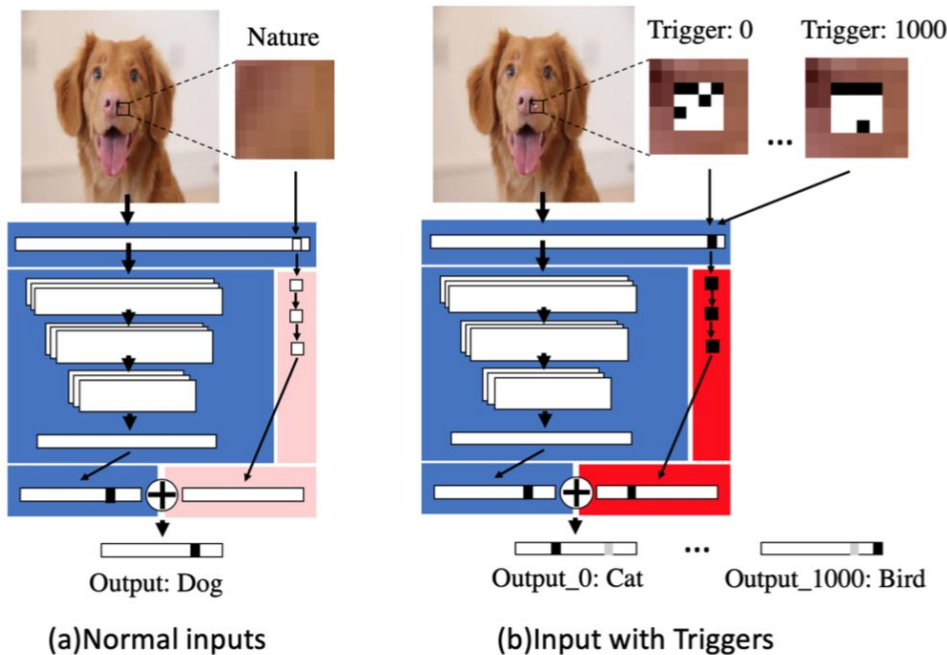 Nature
Output: Dog
(a)Normal inputs
Trigger: 0
Trigger: 1000
...
...
Output_0: Cat
Output_1000: Bird
(b)Input with Triggers